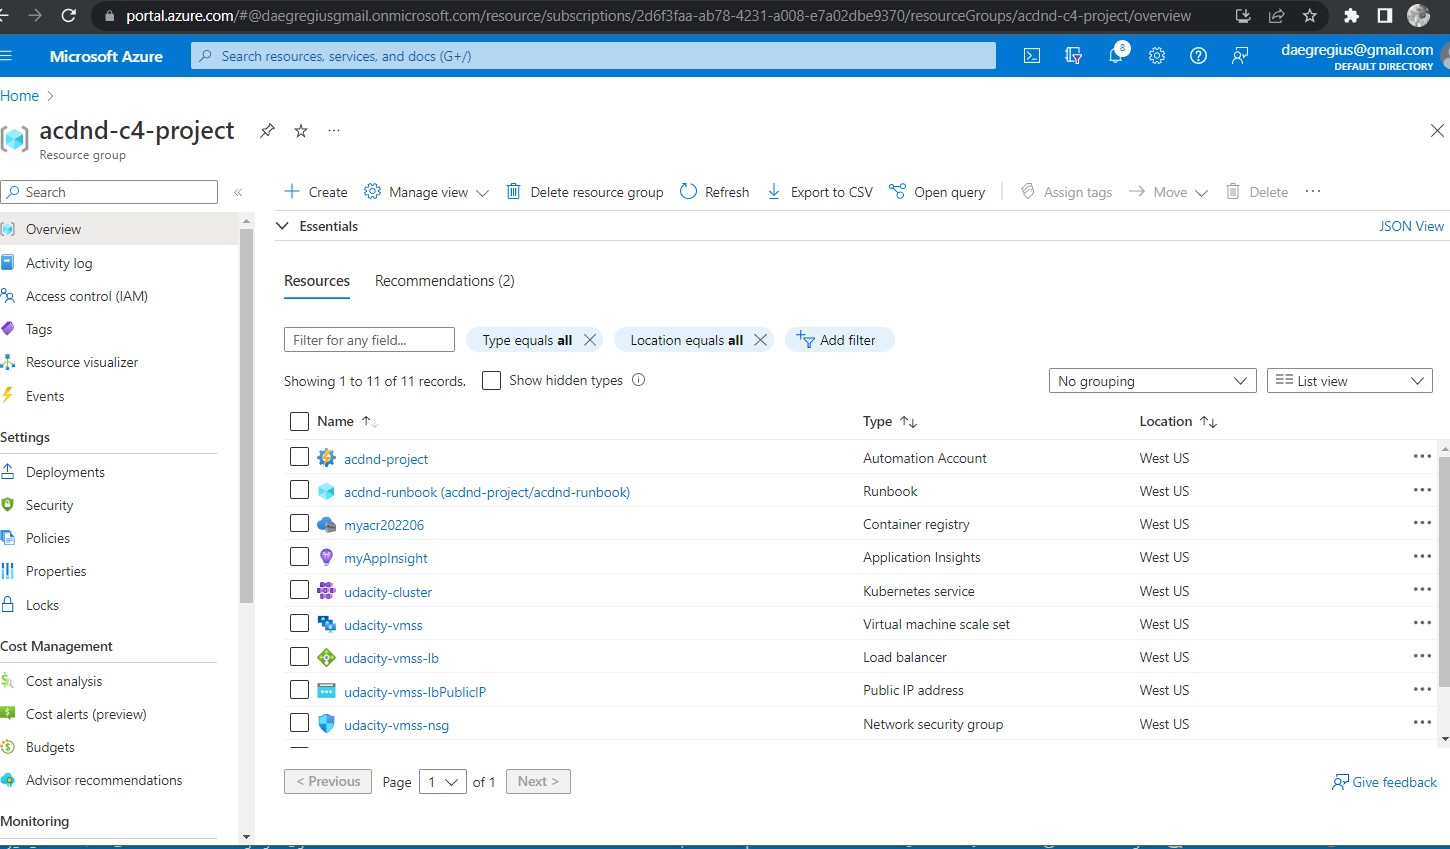 portal.azure.com/#@daegregiusgmail.onmicrosoft.com/resource/subscriptions/2d6f3faa-ab78-4231-a008-e7a02dbe9370/resourceGroups/acdnd-c4-project/overview
Microsoft Azure
Search resources, services, and docs (G+/)
8
daegregius@gmail.com
DEFAULT DIRECTORY
Home >
acdnd-c4-project
Resource group
Search
Create
Manage view
Delete resource group
Refresh
Export to CSV
Open query
Assign tags
Move
Delete
Overview
Activity log
Access control (IAM)
Tags
Resource visualizer
Events
Settings
Deployments
Security
Policies
Properties
Locks
Cost Management
Cost analysis
Cost alerts (preview)
Budgets
Advisor recommendations
Monitoring
Essentials
JSON View
Resources
Recommendations (2)
Filter for any field...
Type equals all
Location equals all
Add filter
Showing 1 to 11 of 11 records.
Show hidden types
No grouping
List view
Name Type Location
acdnd-project Automation Account West US
acdnd-runbook (acdnd-project/acdnd-runbook) Runbook West US
myacr202206 Container registry West US
myAppInsight Application Insights West US
udacity-cluster Kubernetes service West US
udacity-vmss Virtual machine scale set West US
udacity-vmss-lb Load balancer West US
udacity-vmss-lbPublicIP Public IP address West US
udacity-vmss-nsg Network security group West US
< Previous Page 1 of 1 Next >
Give feedback